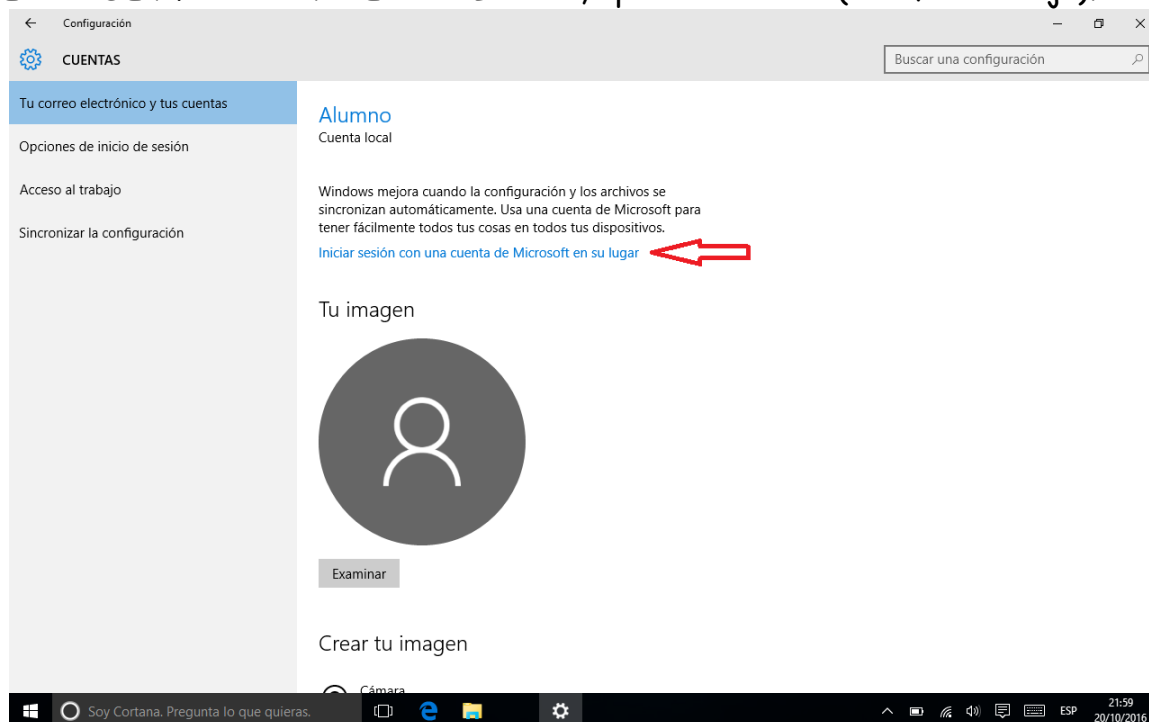 Configuración
CUENTAS
Buscar una configuración
Tu correo electrónico y tus cuentas
Opciones de inicio de sesión
Acceso al trabajo
Sincronizar la configuración
Alumno
Cuenta local
Windows mejora cuando la configuración y los archivos se
sincronizan automáticamente. Usa una cuenta de Microsoft para
tener fácilmente todos tus cosas en todos tus dispositivos.
Iniciar sesión con una cuenta de Microsoft en su lugar
Tu imagen
Examinar
Crear tu imagen
Cámara
Soy Cortana. Pregunta lo que quieras.
ESP
21:59
20/10/2016